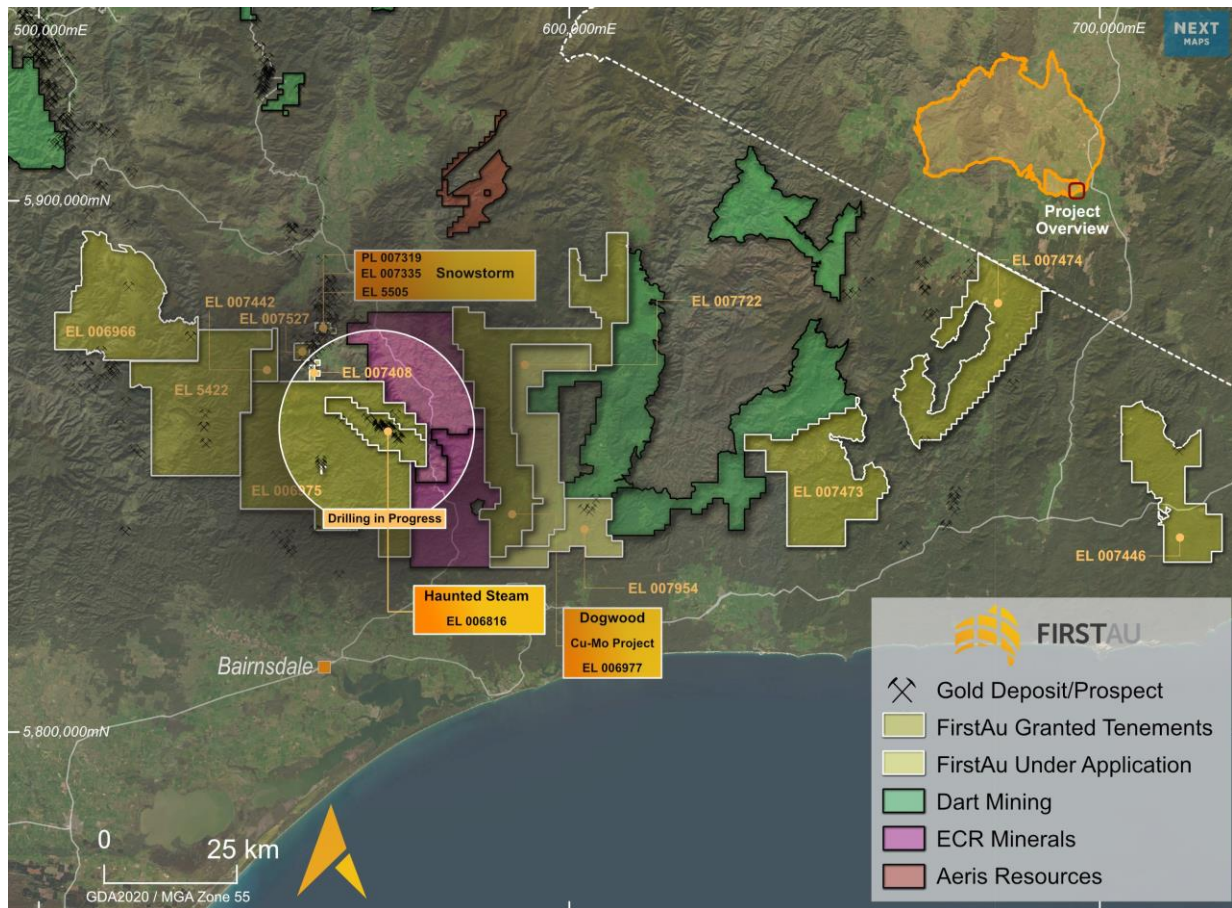 500,000mE
600,000mE
700,000mE
NEXT
MAPS
5,900,000mN
Project
Overview
PL 007319
EL 007335
Snowstorm
EL 5505
EL 007474
EL 007442
EL 007527
EL 007722
EL 006966
EL 007408
EL 5422
EL 006975
EL 007473
Drilling in Progress
EL 007446
Haunted Steam
EL 006816
EL 007954
Dogwood
Cu-Mo Project
EL 006977
Bairnsdale
5,800,000mN
0
25 km
GDA2020 / MGA Zone 55
FIRSTAU
Gold Deposit/Prospect
FirstAu Granted Tenements
FirstAu Under Application
Dart Mining
ECR Minerals
Aeris Resources